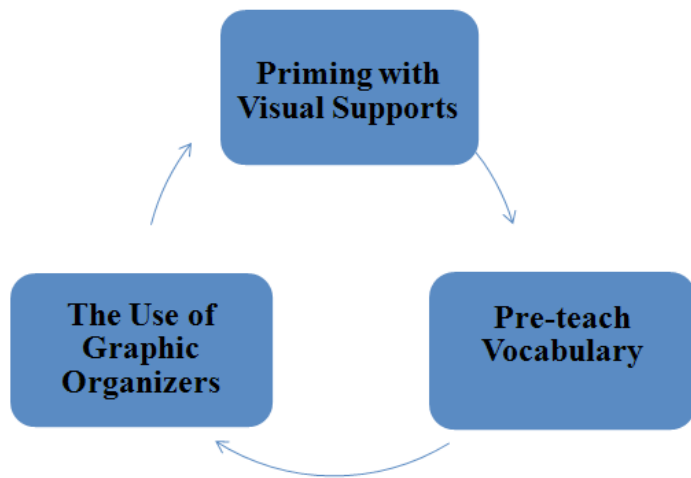 Priming with
Visual Supports
Pre-teach
Vocabulary
The Use of
Graphic
Organizers